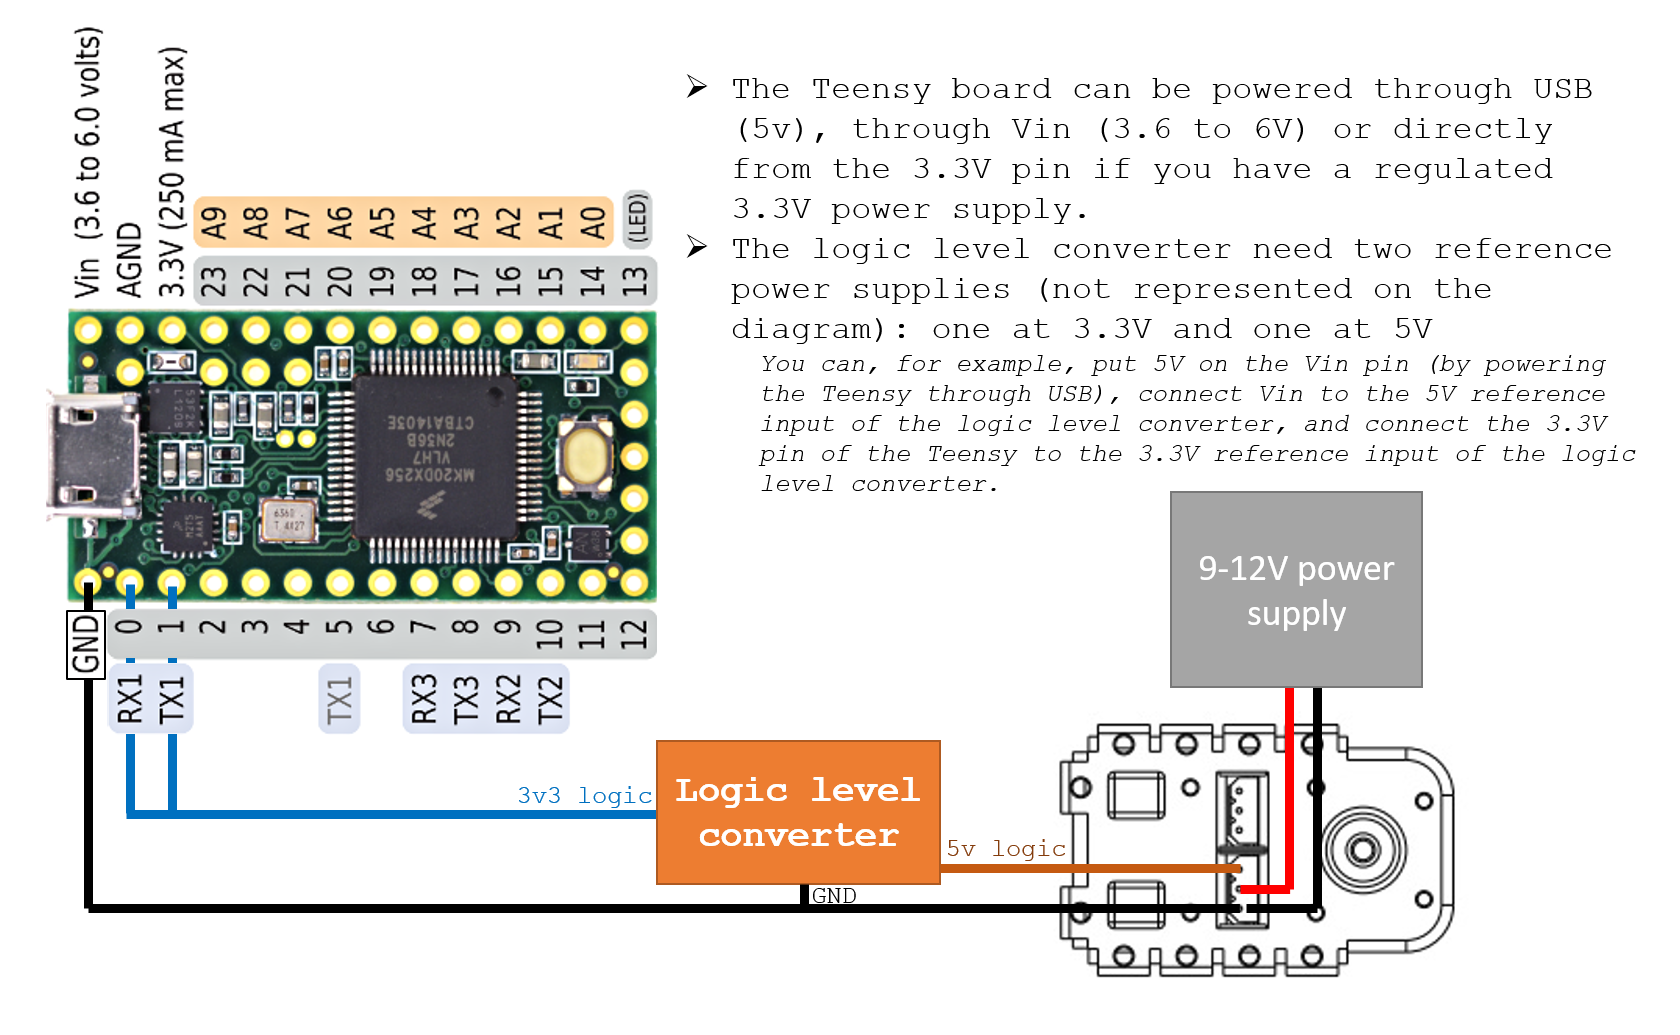 Vin (3.6 to 6.0 volts)
AGND
3.3V (250 mA max)
A9 A8 A7 A6 A5 A4 A3 A2 A1 A0 (LED)
23 22 21 20 19 18 17 16 15 14 13
➢ The Teensy board can be powered through USB
(5v), through Vin (3.6 to 6V) or directly
from the 3.3V pin if you have a regulated
3.3V power supply.
➢ The logic level converter need two reference
power supplies (not represented on the
diagram): one at 3.3V and one at 5V
You can, for example, put 5V on the Vin pin (by powering
the Teensy through USB), connect Vin to the 5V reference
input of the logic level converter, and connect the 3.3V
pin of the Teensy to the 3.3V reference input of the logic
level converter.
MK20DX256
VLH7
2N36B
CTBA1403E
GND 0 1 2 3 4 5 6 7 8 9 10 11 12
RX1 TX1 TX1 RX3 TX3 RX2 TX2
9-12V power
supply
3v3 logic
Logic level
converter
5v logic
GND